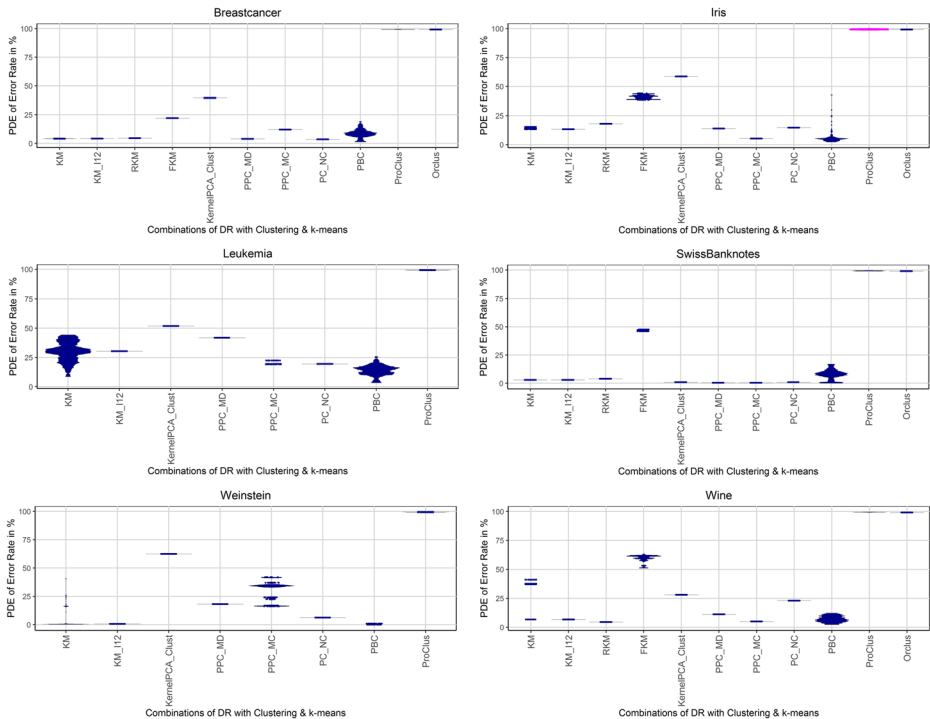 Breastcancer
PDE of Error Rate in %
100
75
50
25
0
KM
KM_I12
RKM
FKM
KernelPCA_Clust
PPC_MD
PPC_MC
PC_NC
PBC
ProClus
Orclus
Combinations of DR with Clustering & k-means
Iris
PDE of Error Rate in %
100
75
50
25
0
KM
KM_I12
RKM
FKM
KernelPCA_Clust
PPC_MD
PPC_MC
PC_NC
PBC
ProClus
Orclus
Combinations of DR with Clustering & k-means
Leukemia
PDE of Error Rate in %
100
75
50
25
0
KM
KM_I12
KernelPCA_Clust
PPC_MD
PPC_MC
PC_NC
PBC
ProClus
Combinations of DR with Clustering & k-means
SwissBanknotes
PDE of Error Rate in %
100
75
50
25
0
KM
KM_I12
RKM
FKM
KernelPCA_Clust
PPC_MD
PPC_MC
PC_NC
PBC
ProClus
Orclus
Combinations of DR with Clustering & k-means
Weinstein
PDE of Error Rate in %
100
75
50
25
0
KM
KM_I12
KernelPCA_Clust
PPC_MD
PPC_MC
PC_NC
PBC
ProClus
Combinations of DR with Clustering & k-means
Wine
PDE of Error Rate in %
100
75
50
25
0
KM
KM_I12
RKM
FKM
KernelPCA_Clust
PPC_MD
PPC_MC
PC_NC
PBC
ProClus
Orclus
Combinations of DR with Clustering & k-means